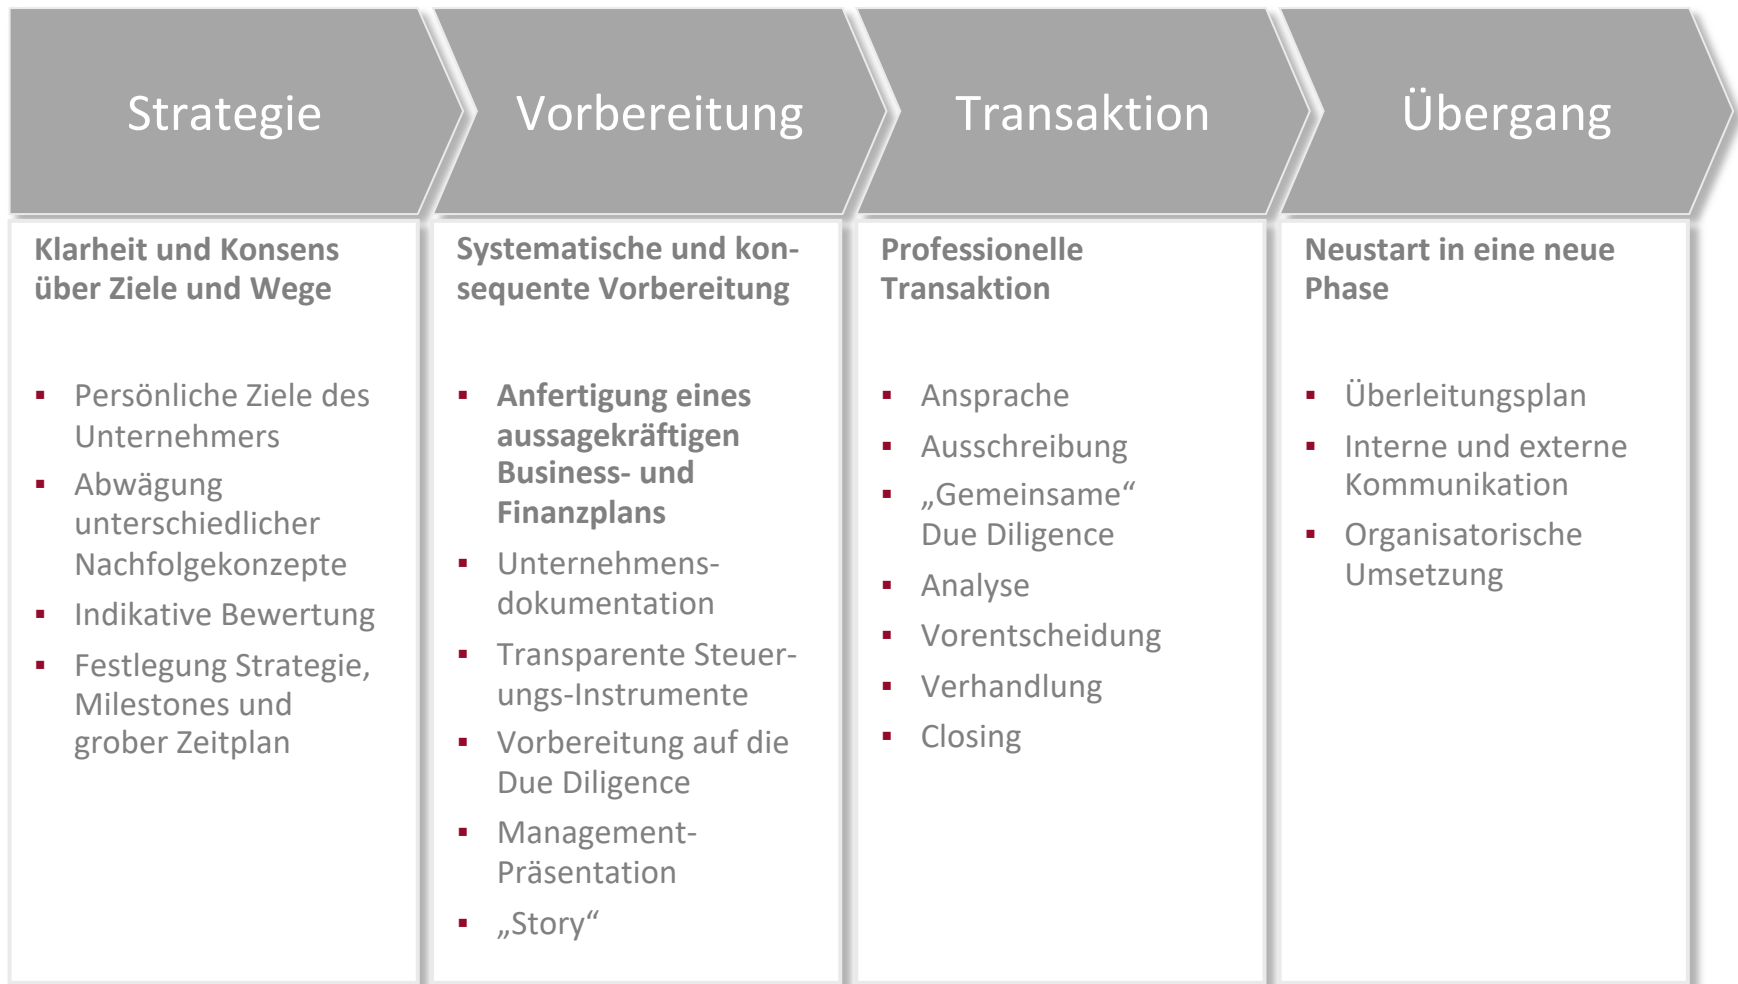 Strategie
Vorbereitung
Transaktion
Übergang
Klarheit und Konsens
über Ziele und Wege
▪ Persönliche Ziele des
Unternehmers
▪ Abwägung
unterschiedlicher
Nachfolgekonzepte
▪ Indikative Bewertung
▪ Festlegung Strategie,
Milestones und
grober Zeitplan
Systematische und kon-
sequente Vorbereitung
▪ Anfertigung eines
aussagekräftigen
Business- und
Finanzplans
▪ Unternehmens-
dokumentation
▪ Transparente Steuer-
ungs-Instrumente
▪ Vorbereitung auf die
Due Diligence
▪ Management-
Präsentation
▪ „Story“
Professionelle
Transaktion
▪ Ansprache
▪ Ausschreibung
▪ „Gemeinsame“
Due Diligence
▪ Analyse
▪ Vorentscheidung
▪ Verhandlung
▪ Closing
Neustart in eine neue
Phase
▪ Überleitungsplan
▪ Interne und externe
Kommunikation
▪ Organisatorische
Umsetzung